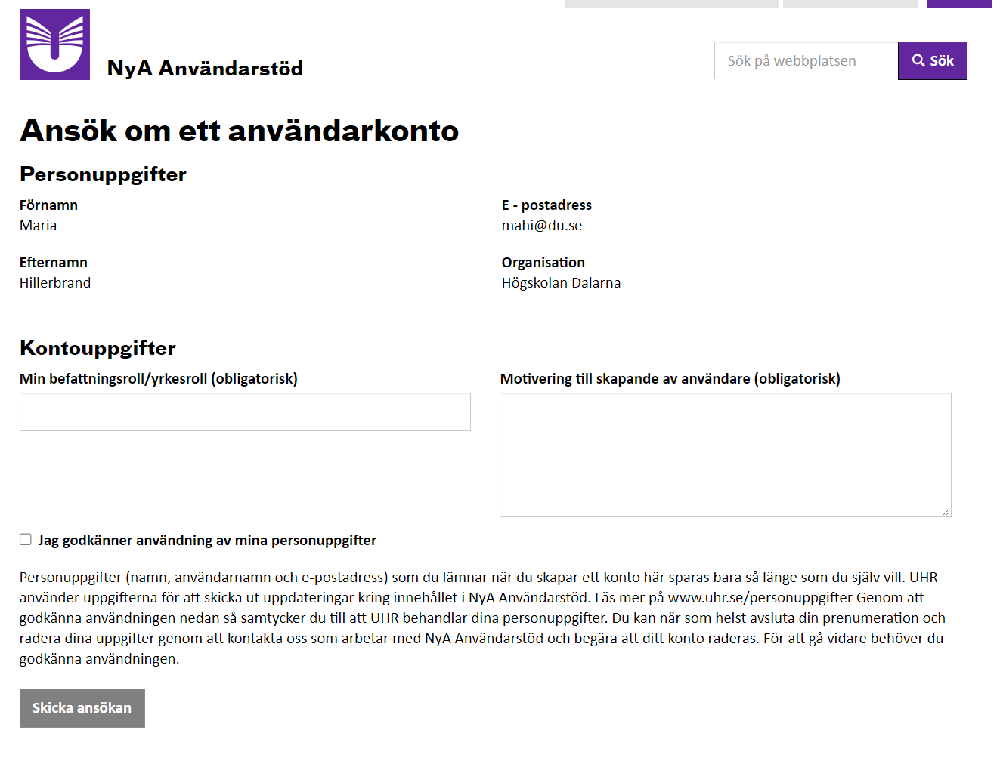 NyA Användarstöd
Sök på webbplatsen
Sök
Ansök om ett användarkonto
Personuppgifter
Förnamn
Maria
E - postadress
mahi@du.se
Efternamn
Hillerbrand
Organisation
Högskolan Dalarna
Kontouppgifter
Min befattningsroll/yrkesroll (obligatorisk)
Motivering till skapande av användare (obligatorisk)
Jag godkänner användning av mina personuppgifter
Personuppgifter (namn, användarnamn och e-postadress) som du lämnar när du skapar ett konto här sparas bara så länge som du själv vill. UHR
använder uppgifterna för att skicka ut uppdateringar kring innehållet i NyA Användarstöd. Läs mer på www.uhr.se/personuppgifter Genom att
godkänna användningen nedan så samtycker du till att UHR behandlar dina personuppgifter. Du kan när som helst avsluta din prenumeration och
radera dina uppgifter genom att kontakta oss som arbetar med NyA Användarstöd och begära att ditt konto raderas. För att gå vidare behöver du
godkänna användningen.
Skicka ansökan